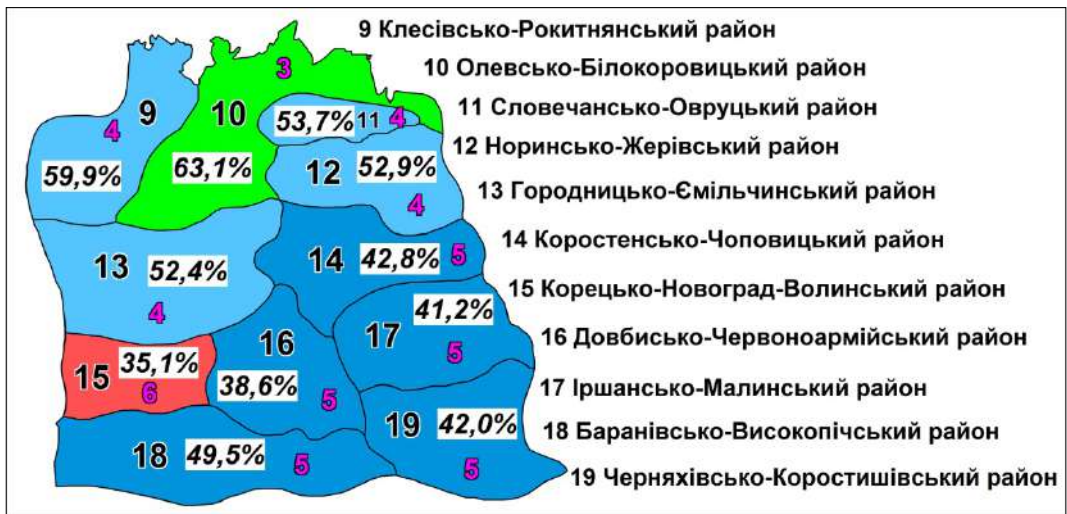 9 Клесівсько-Рокитнянський район
10 Олевсько-Білокоровицький район
11 Словечансько-Овруцький район
12 Норинсько-Жерівський район
13 Городницько-Ємільчинський район
14 Коростенсько-Чоповицький район
15 Корецько-Новоград-Волинський район
16 Довбисько-Червоноармійський район
17 Іршансько-Малинський район
18 Баранівсько-Високопічський район
19 Черняхівсько-Коростишівський район
9 4 59,9%
10 3 63,1%
53,7% 11 4
12 52,9% 4
13 52,4% 4
14 42,8% 5
15 35,1% 6
16 38,6% 5
17 41,2% 5
18 49,5% 5
19 42,0% 5